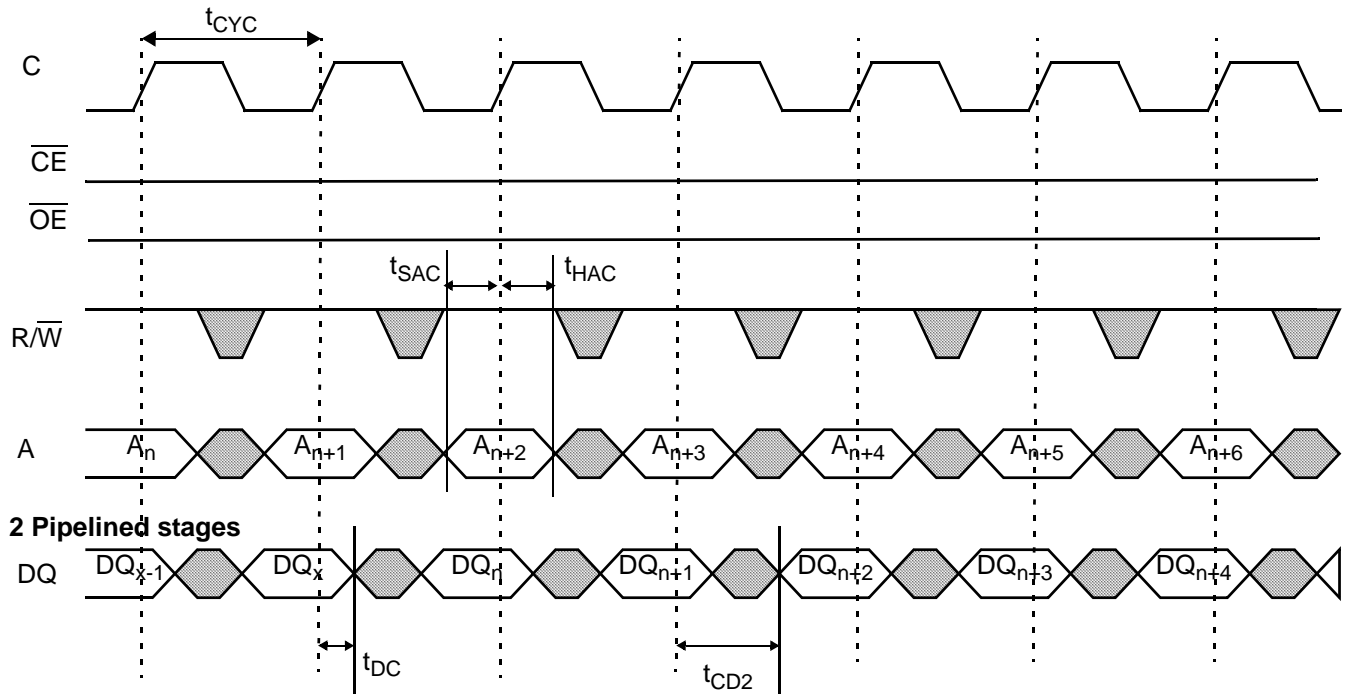 tCYC
C
CE
OE
tSAC tHAC
R/W
A An An+1 An+2 An+3 An+4 An+5 An+6
2 Pipelined stages
DQ DQx-1 DQx DQn DQn+1 DQn+2 DQn+3 DQn+4
tDC tCD2